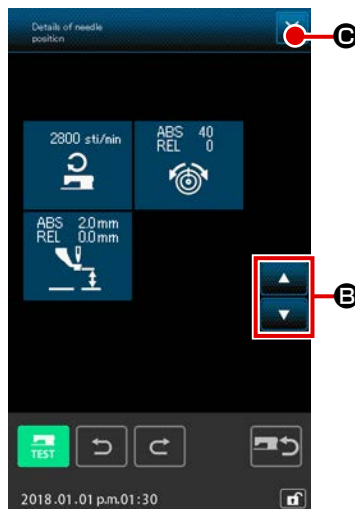 Details of needle
position
C
2800 sti/nin
ABS 40
REL 0
ABS 2.0mm
REL 0.0mm
B
TEST
2018.01.01 p.m.01:30